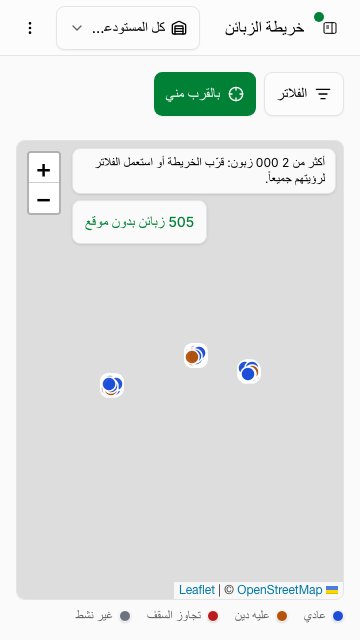 خريطة الزبائن
كل المستودعـ...
الفلاتر
بالقرب مني
أكثر من 2 000 زبون: قرّب الخريطة أو استعمل الفلاتر
لرؤيتهم جميعاً.
505 زبائن بدون موقع
+
−
Leaflet | © OpenStreetMap
عادي
عليه دين
تجاوز السقف
غير نشط